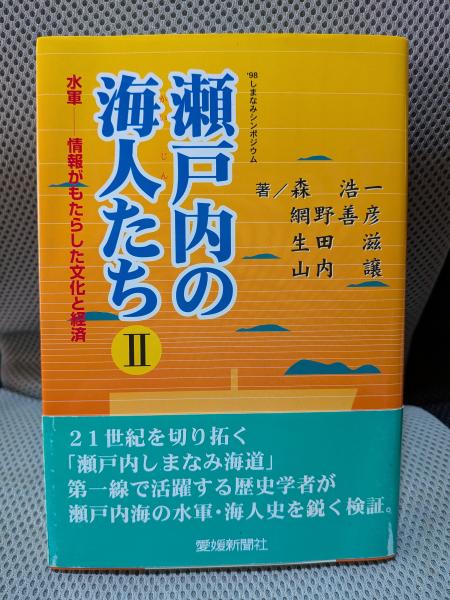 '98しまなみシンポジウム
瀬戸内の
海人たち
かい じん
II
水軍——情報がもたらした文化と経済
著／森 浩一
網野善彦
生田 滋
山内 譲
21世紀を切り拓く
「瀬戸内しまなみ海道」
第一線で活躍する歴史学者が
瀬戸内海の水軍・海人史を鋭く検証。
愛媛新聞社